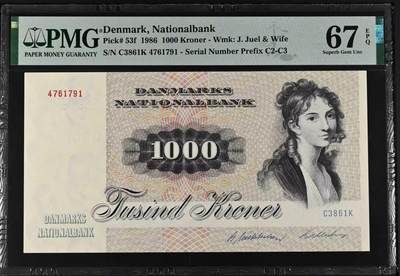 PMG
PAPER MONEY GUARANTY
Denmark, Nationalbank
Pick# 53f 1986 1000 Kroner - Wmk: J. Juel & Wife
S/N C3861K 4761791 - Serial Number Prefix C2-C3
67 EPQ
Superb Gem Unc
4761791
DANMARKS
NATIONALBANK
1000
Tusind Kroner
DANMARKS
NATIONALBANK
C3861K